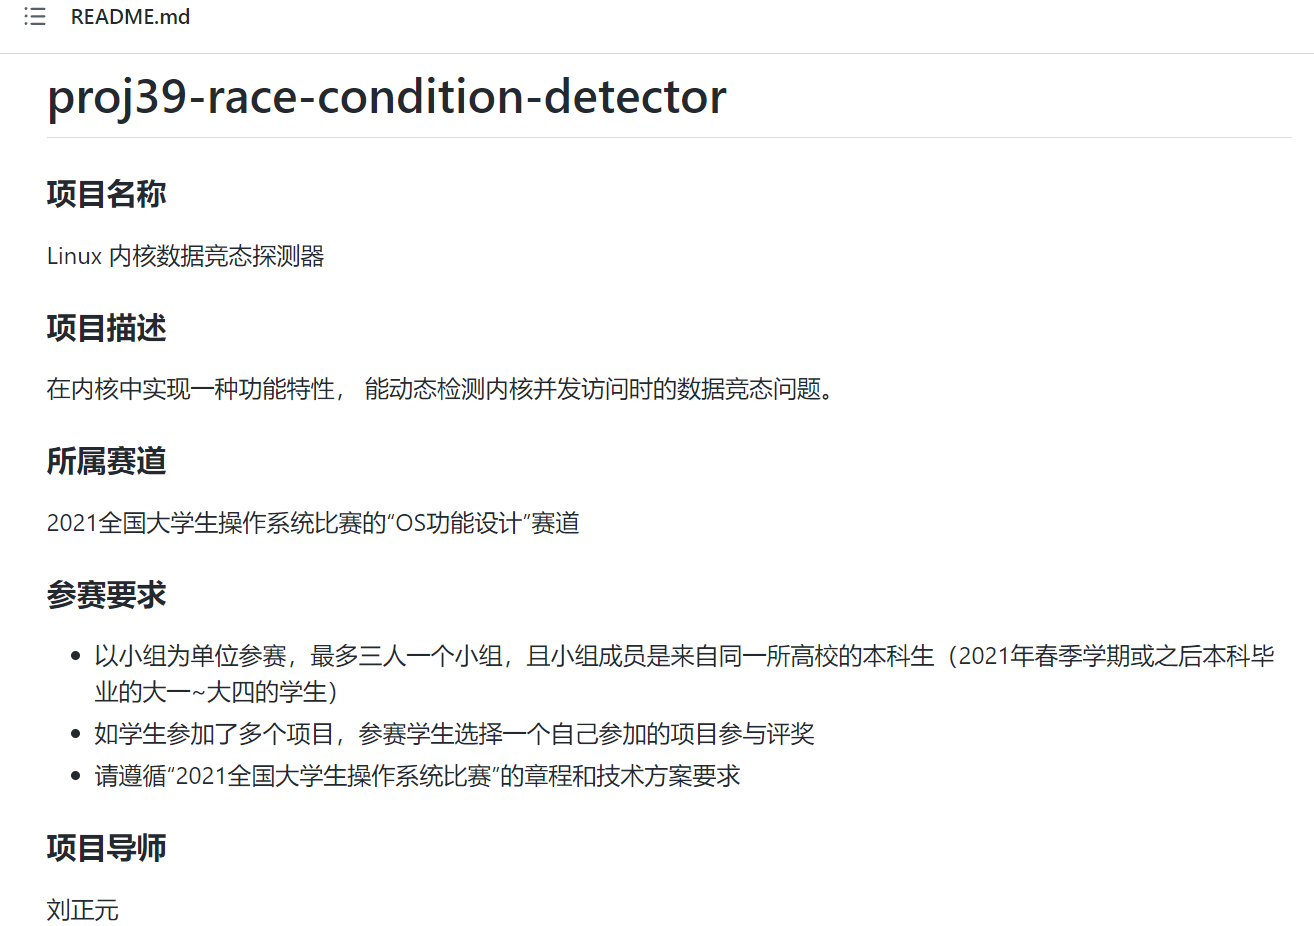 README.md
proj39-race-condition-detector
项目名称
Linux 内核数据竞态探测器
项目描述
在内核中实现一种功能特性， 能动态检测内核并发访问时的数据竞态问题。
所属赛道
2021全国大学生操作系统比赛的“OS功能设计”赛道
参赛要求
以小组为单位参赛，最多三人一个小组，且小组成员是来自同一所高校的本科生（2021年春季学期或之后本科毕
业的大一~大四的学生）
如学生参加了多个项目，参赛学生选择一个自己参加的项目参与评奖
请遵循“2021全国大学生操作系统比赛”的章程和技术方案要求
项目导师
刘正元